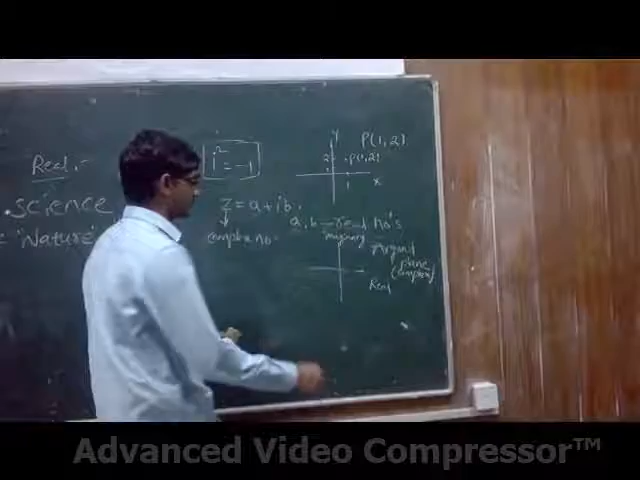 Real :-
science
= "Nature"
i² = -1
z = a + ib.
complex no.
a, b - real no's
y
P(1,2)
2
P(1,2)
1
x
Imaginary
Argand
plane
(complex)
Real
Advanced Video Compressor™